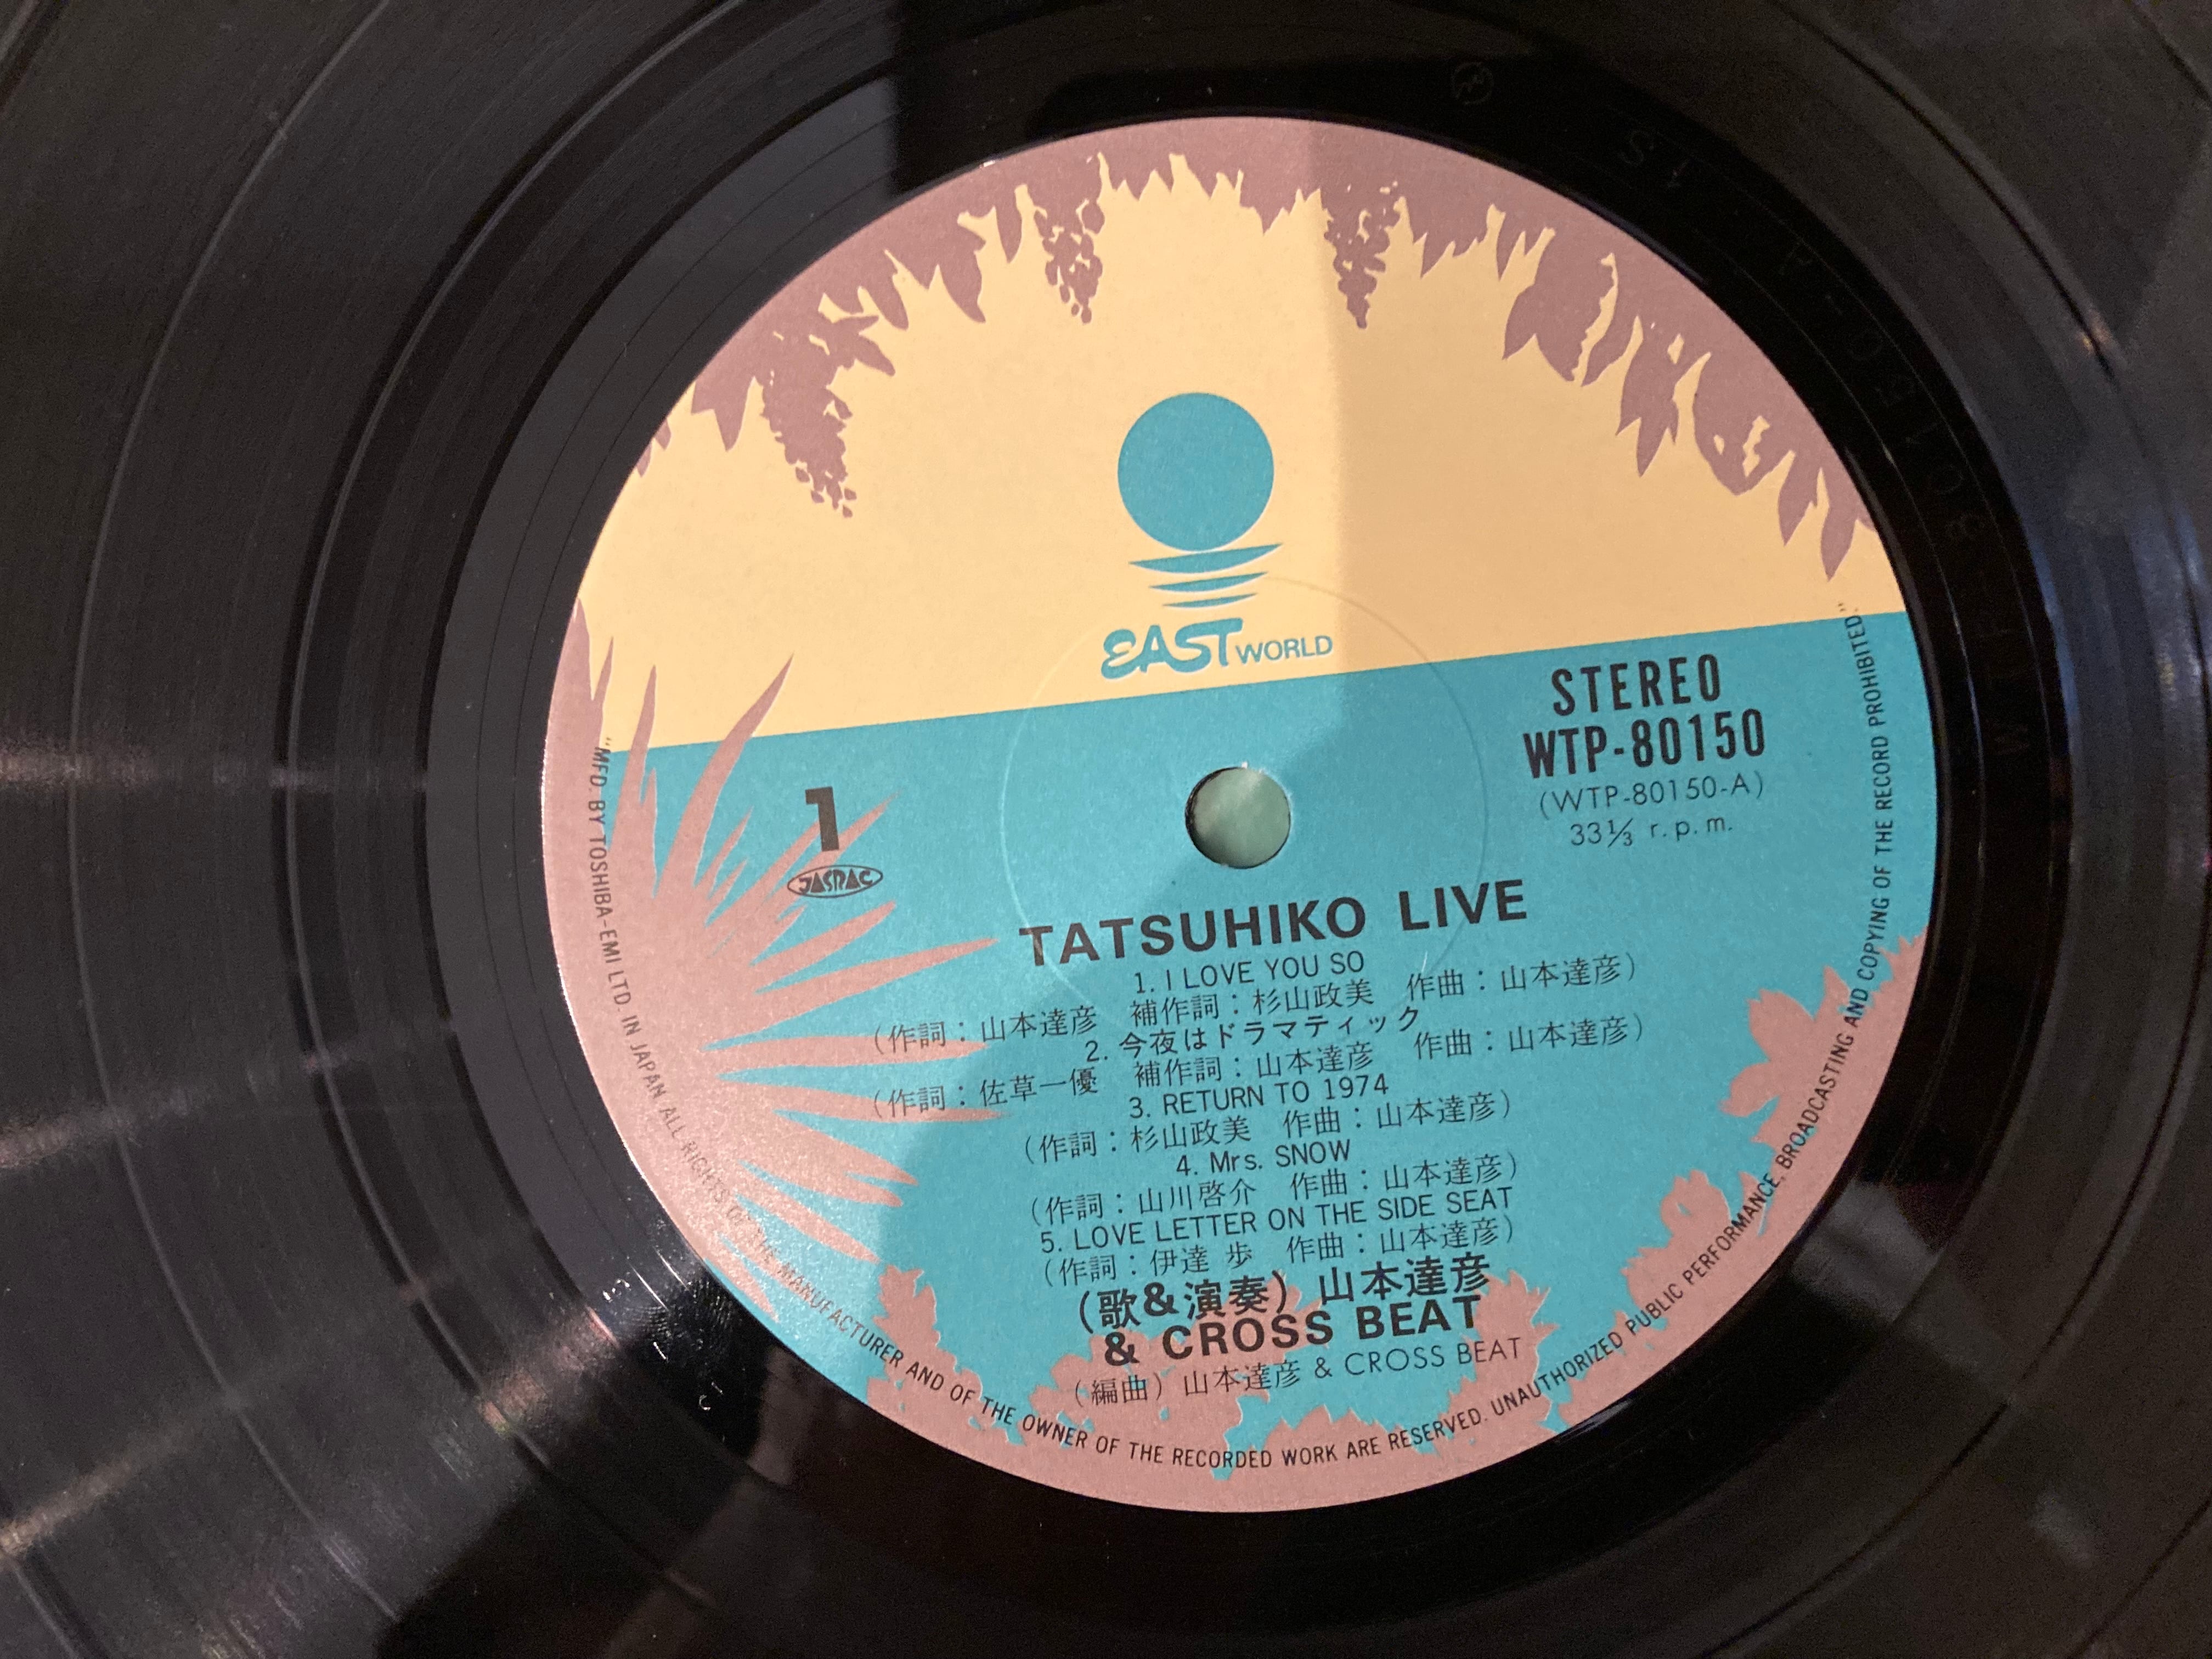 EAST WORLD
STEREO
WTP-80150
(WTP-80150-A)
33⅓ r.p.m.
1
JASRAC
TATSUHIKO LIVE
1. I LOVE YOU SO
(作詞：山本達彦 補作詞：杉山政美 作曲：山本達彦)
2. 今夜はドラマティック
(作詞：佐草一優 補作詞：山本達彦 作曲：山本達彦)
3. RETURN TO 1974
(作詞：杉山政美 作曲：山本達彦)
4. Mrs. SNOW
(作詞：山川啓介 作曲：山本達彦)
5. LOVE LETTER ON THE SIDE SEAT
(作詞：伊達 歩 作曲：山本達彦)
(歌&演奏) 山本達彦
& CROSS BEAT
(編曲) 山本達彦 & CROSS BEAT
"MFD. BY TOSHIBA-EMI LTD. IN JAPAN ALL RIGHTS OF THE MANUFACTURER AND OF THE OWNER OF THE RECORDED WORK ARE RESERVED. UNAUTHORIZED PUBLIC PERFORMANCE, BROADCASTING AND COPYING OF THE RECORD PROHIBITED."